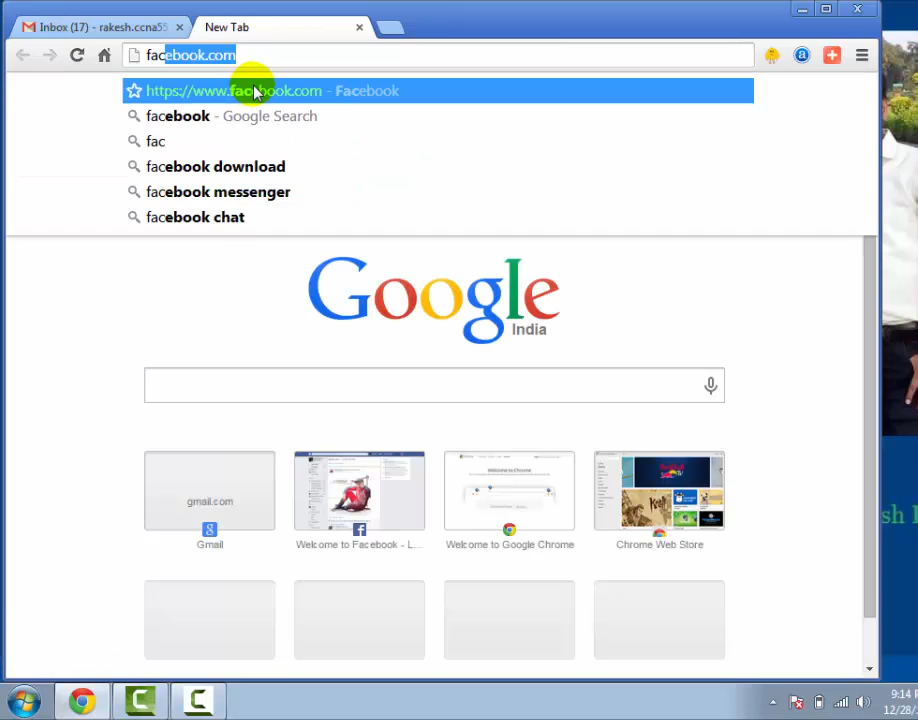 Inbox (17) - rakesh.ccna55
New Tab
facebook.com
https://www.facebook.com - Facebook
facebook - Google Search
fac
facebook download
facebook messenger
facebook chat
Google
India
gmail.com
Gmail
Welcome to Facebook - L...
Welcome to Google Chrome
Chrome Web Store
sh
9:14
12/28/